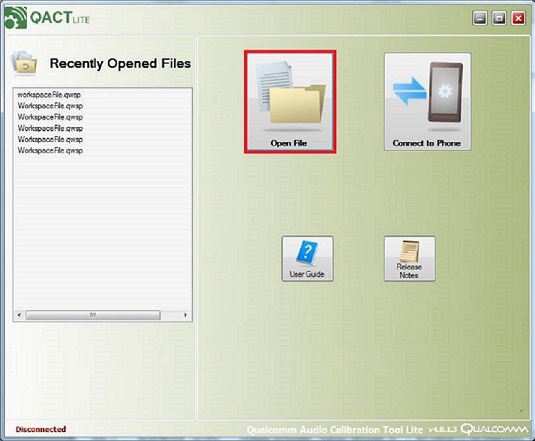 QACT LITE
Recently Opened Files
workspaceFile.qwsp
WorkspaceFile.qwsp
WorkspaceFile.qwsp
WorkspaceFile.qwsp
WorkspaceFile.qwsp
WorkspaceFile.qwsp
Open File
Connect to Phone
User Guide
Release
Notes
Disconnected
Qualcomm Audio Calibration Tool Lite v4.0.1.3 QUALCOMM